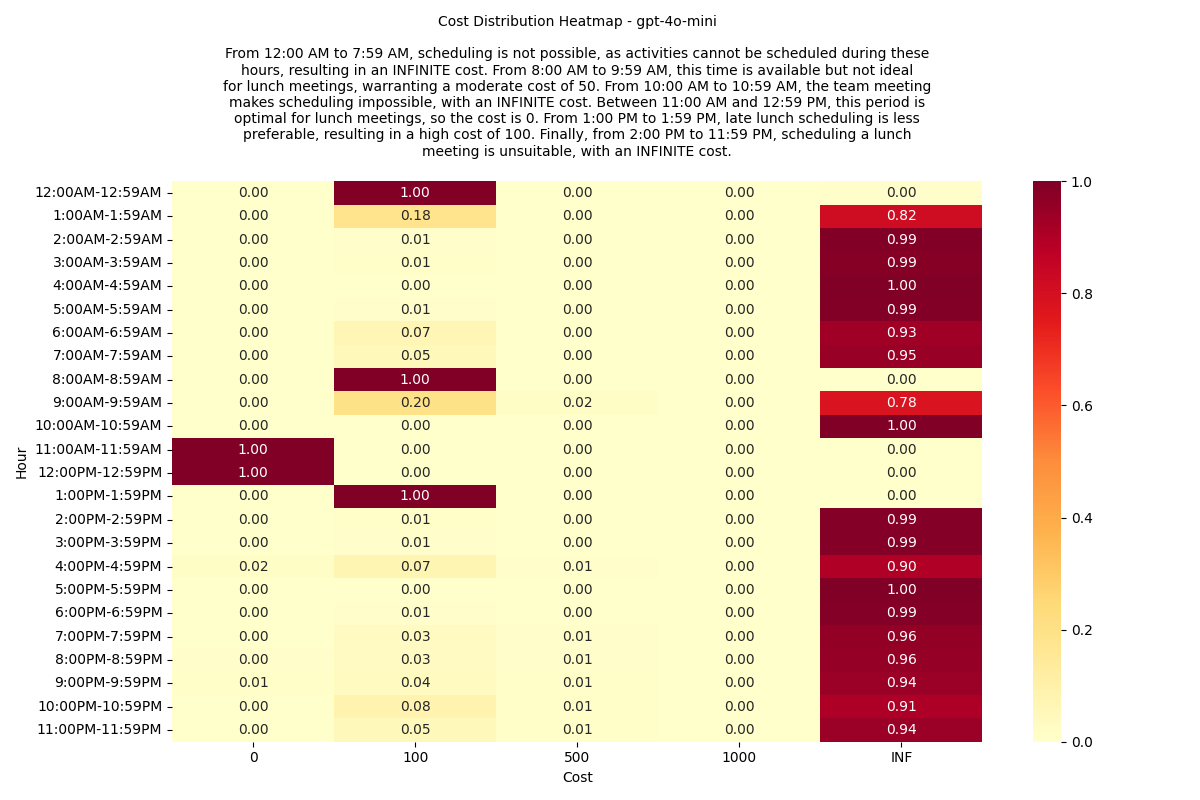 Cost Distribution Heatmap - gpt-4o-mini
From 12:00 AM to 7:59 AM, scheduling is not possible, as activities cannot be scheduled during these
hours, resulting in an INFINITE cost. From 8:00 AM to 9:59 AM, this time is available but not ideal
for lunch meetings, warranting a moderate cost of 50. From 10:00 AM to 10:59 AM, the team meeting
makes scheduling impossible, with an INFINITE cost. Between 11:00 AM and 12:59 PM, this period is
optimal for lunch meetings, so the cost is 0. From 1:00 PM to 1:59 PM, late lunch scheduling is less
preferable, resulting in a high cost of 100. Finally, from 2:00 PM to 11:59 PM, scheduling a lunch
meeting is unsuitable, with an INFINITE cost.
12:00AM-12:59AM 0.00 1.00 0.00 0.00 0.00
1:00AM-1:59AM 0.00 0.18 0.00 0.00 0.82
2:00AM-2:59AM 0.00 0.01 0.00 0.00 0.99
3:00AM-3:59AM 0.00 0.01 0.00 0.00 0.99
4:00AM-4:59AM 0.00 0.00 0.00 0.00 1.00
5:00AM-5:59AM 0.00 0.01 0.00 0.00 0.99
6:00AM-6:59AM 0.00 0.07 0.00 0.00 0.93
7:00AM-7:59AM 0.00 0.05 0.00 0.00 0.95
8:00AM-8:59AM 0.00 1.00 0.00 0.00 0.00
9:00AM-9:59AM 0.00 0.20 0.02 0.00 0.78
10:00AM-10:59AM 0.00 0.00 0.00 0.00 1.00
11:00AM-11:59AM 1.00 0.00 0.00 0.00 0.00
12:00PM-12:59PM 1.00 0.00 0.00 0.00 0.00
1:00PM-1:59PM 0.00 1.00 0.00 0.00 0.00
2:00PM-2:59PM 0.00 0.01 0.00 0.00 0.99
3:00PM-3:59PM 0.00 0.01 0.00 0.00 0.99
4:00PM-4:59PM 0.02 0.07 0.01 0.00 0.90
5:00PM-5:59PM 0.00 0.00 0.00 0.00 1.00
6:00PM-6:59PM 0.00 0.01 0.00 0.00 0.99
7:00PM-7:59PM 0.00 0.03 0.01 0.00 0.96
8:00PM-8:59PM 0.00 0.03 0.01 0.00 0.96
9:00PM-9:59PM 0.01 0.04 0.01 0.00 0.94
10:00PM-10:59PM 0.00 0.08 0.01 0.00 0.91
11:00PM-11:59PM 0.00 0.05 0.01 0.00 0.94
Hour
0 100 500 1000 INF
Cost
1.0
0.8
0.6
0.4
0.2
0.0